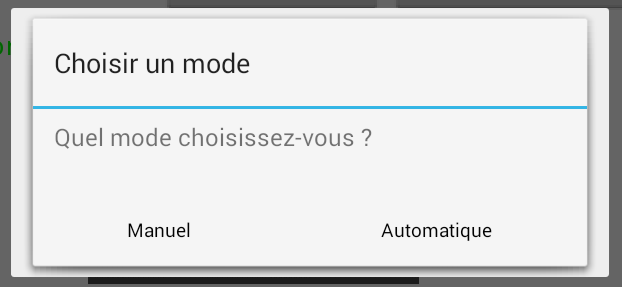 Choisir un mode
Quel mode choisissez-vous ?
Manuel
Automatique